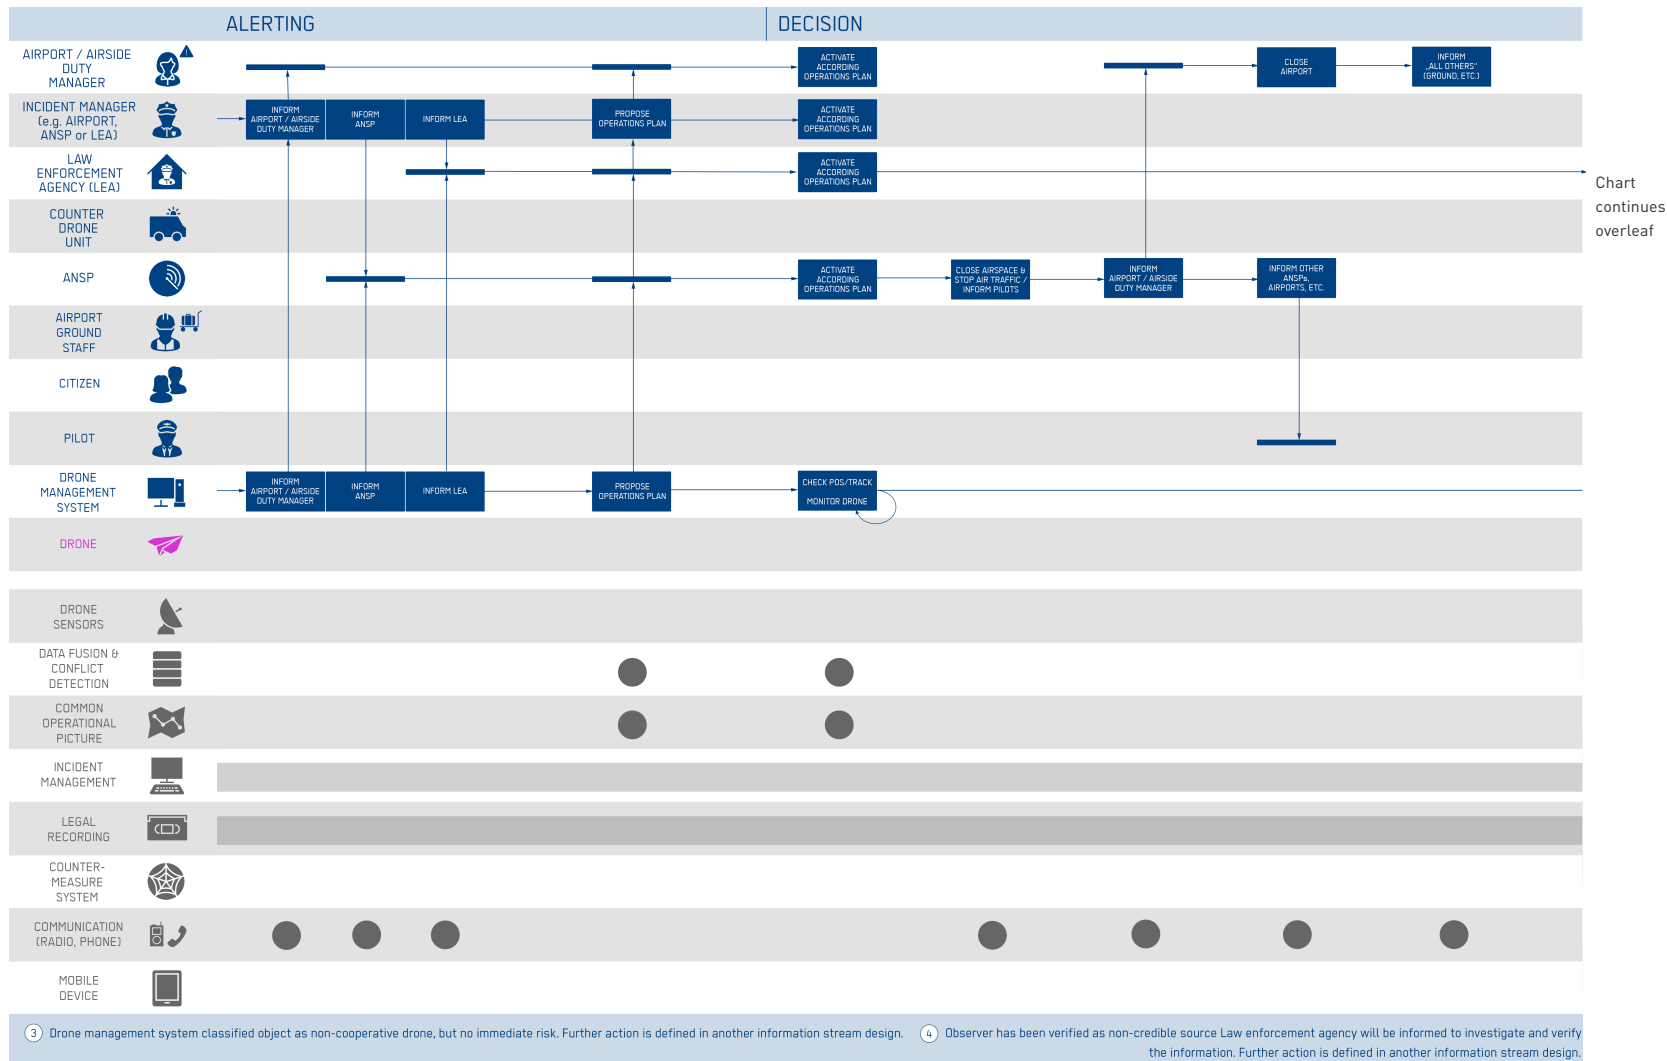 ALERTING
DECISION
AIRPORT / AIRSIDE
DUTY
MANAGER
ACTIVATE
ACCORDING
OPERATIONS PLAN
CLOSE
AIRPORT
INFORM
„ALL OTHERS"
(GROUND, ETC.)
INCIDENT MANAGER
(e.g. AIRPORT,
ANSP or LEA)
INFORM
AIRPORT / AIRSIDE
DUTY MANAGER
INFORM
ANSP
INFORM LEA
PROPOSE
OPERATIONS PLAN
ACTIVATE
ACCORDING
OPERATIONS PLAN
LAW
ENFORCEMENT
AGENCY (LEA)
ACTIVATE
ACCORDING
OPERATIONS PLAN
Chart
continues
overleaf
COUNTER
DRONE
UNIT
ANSP
ACTIVATE
ACCORDING
OPERATIONS PLAN
CLOSE AIRSPACE &
STOP AIR TRAFFIC /
INFORM PILOTS
INFORM
AIRPORT / AIRSIDE
DUTY MANAGER
INFORM OTHER
ANSPs,
AIRPORTS, ETC.
AIRPORT
GROUND
STAFF
CITIZEN
PILOT
DRONE
MANAGEMENT
SYSTEM
INFORM
AIRPORT / AIRSIDE
DUTY MANAGER
INFORM
ANSP
INFORM LEA
PROPOSE
OPERATIONS PLAN
CHECK POS/TRACK
MONITOR DRONE
DRONE
DRONE
SENSORS
DATA FUSION &
CONFLICT
DETECTION
COMMON
OPERATIONAL
PICTURE
INCIDENT
MANAGEMENT
LEGAL
RECORDING
COUNTER-
MEASURE
SYSTEM
COMMUNICATION
(RADIO, PHONE)
MOBILE
DEVICE
3 Drone management system classified object as non-cooperative drone, but no immediate risk. Further action is defined in another information stream design.
4 Observer has been verified as non-credible source Law enforcement agency will be informed to investigate and verify
the information. Further action is defined in another information stream design.